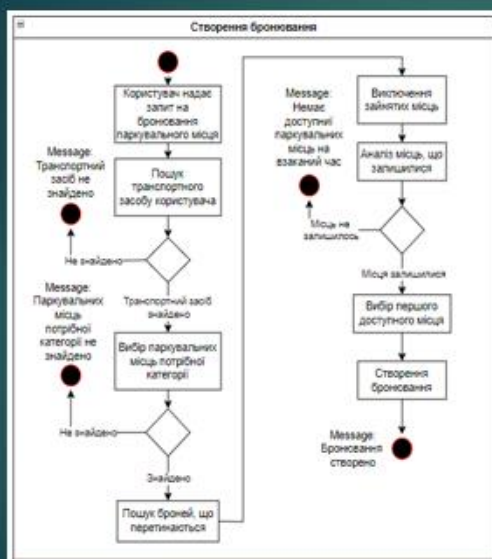 Створення бронювання
Користувач надає
запит на
бронювання
паркувального місця
Message:
Транспортний
засіб не
знайдено
Пошук
транспортного
засобу користувача
Не знайдено
Транспортний засіб
знайдено
Message:
Паркувальних
місць
потрібної
категорії не
знайдено
Вибір паркувальних
місць потрібної
категорії
Не знайдено
Знайдено
Пошук броней, що
перетинаються
Виключення
зайнятих місць
Message:
Немає
доступниї
паркувальних
місць на
взаканий час
Аналіз місць, що
залишилися
Місць не
залишилось
Місця залишилися
Вибір першого
доступного місця
Створення
бронювання
Message:
Бронювання
створено